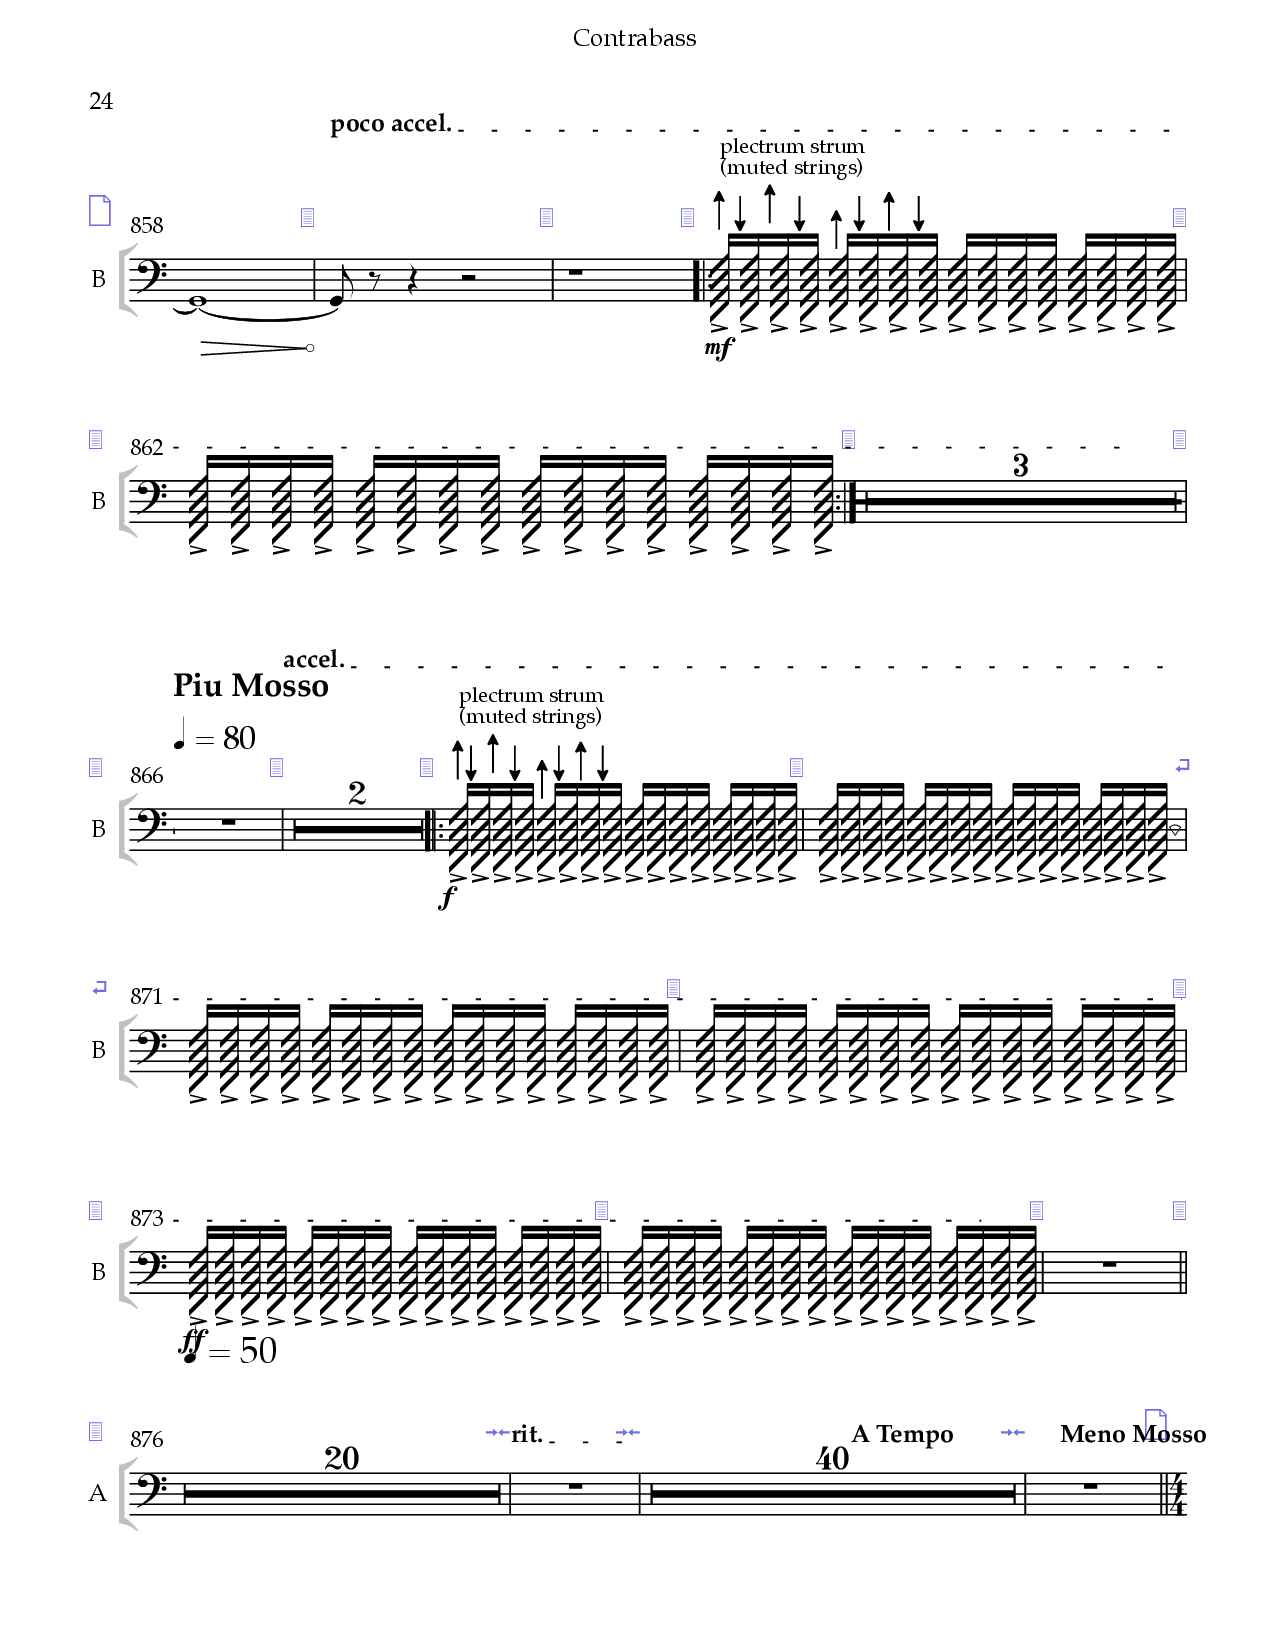 Contrabass
24
poco accel.
plectrum strum
(muted strings)
858
B
mf
862
3
B
accel.
Piu Mosso
plectrum strum
(muted strings)
= 80
866
2
B
f
871
B
873
B
ff
= 50
876
rit.
A Tempo
Meno Mosso
20
40
A
4
4